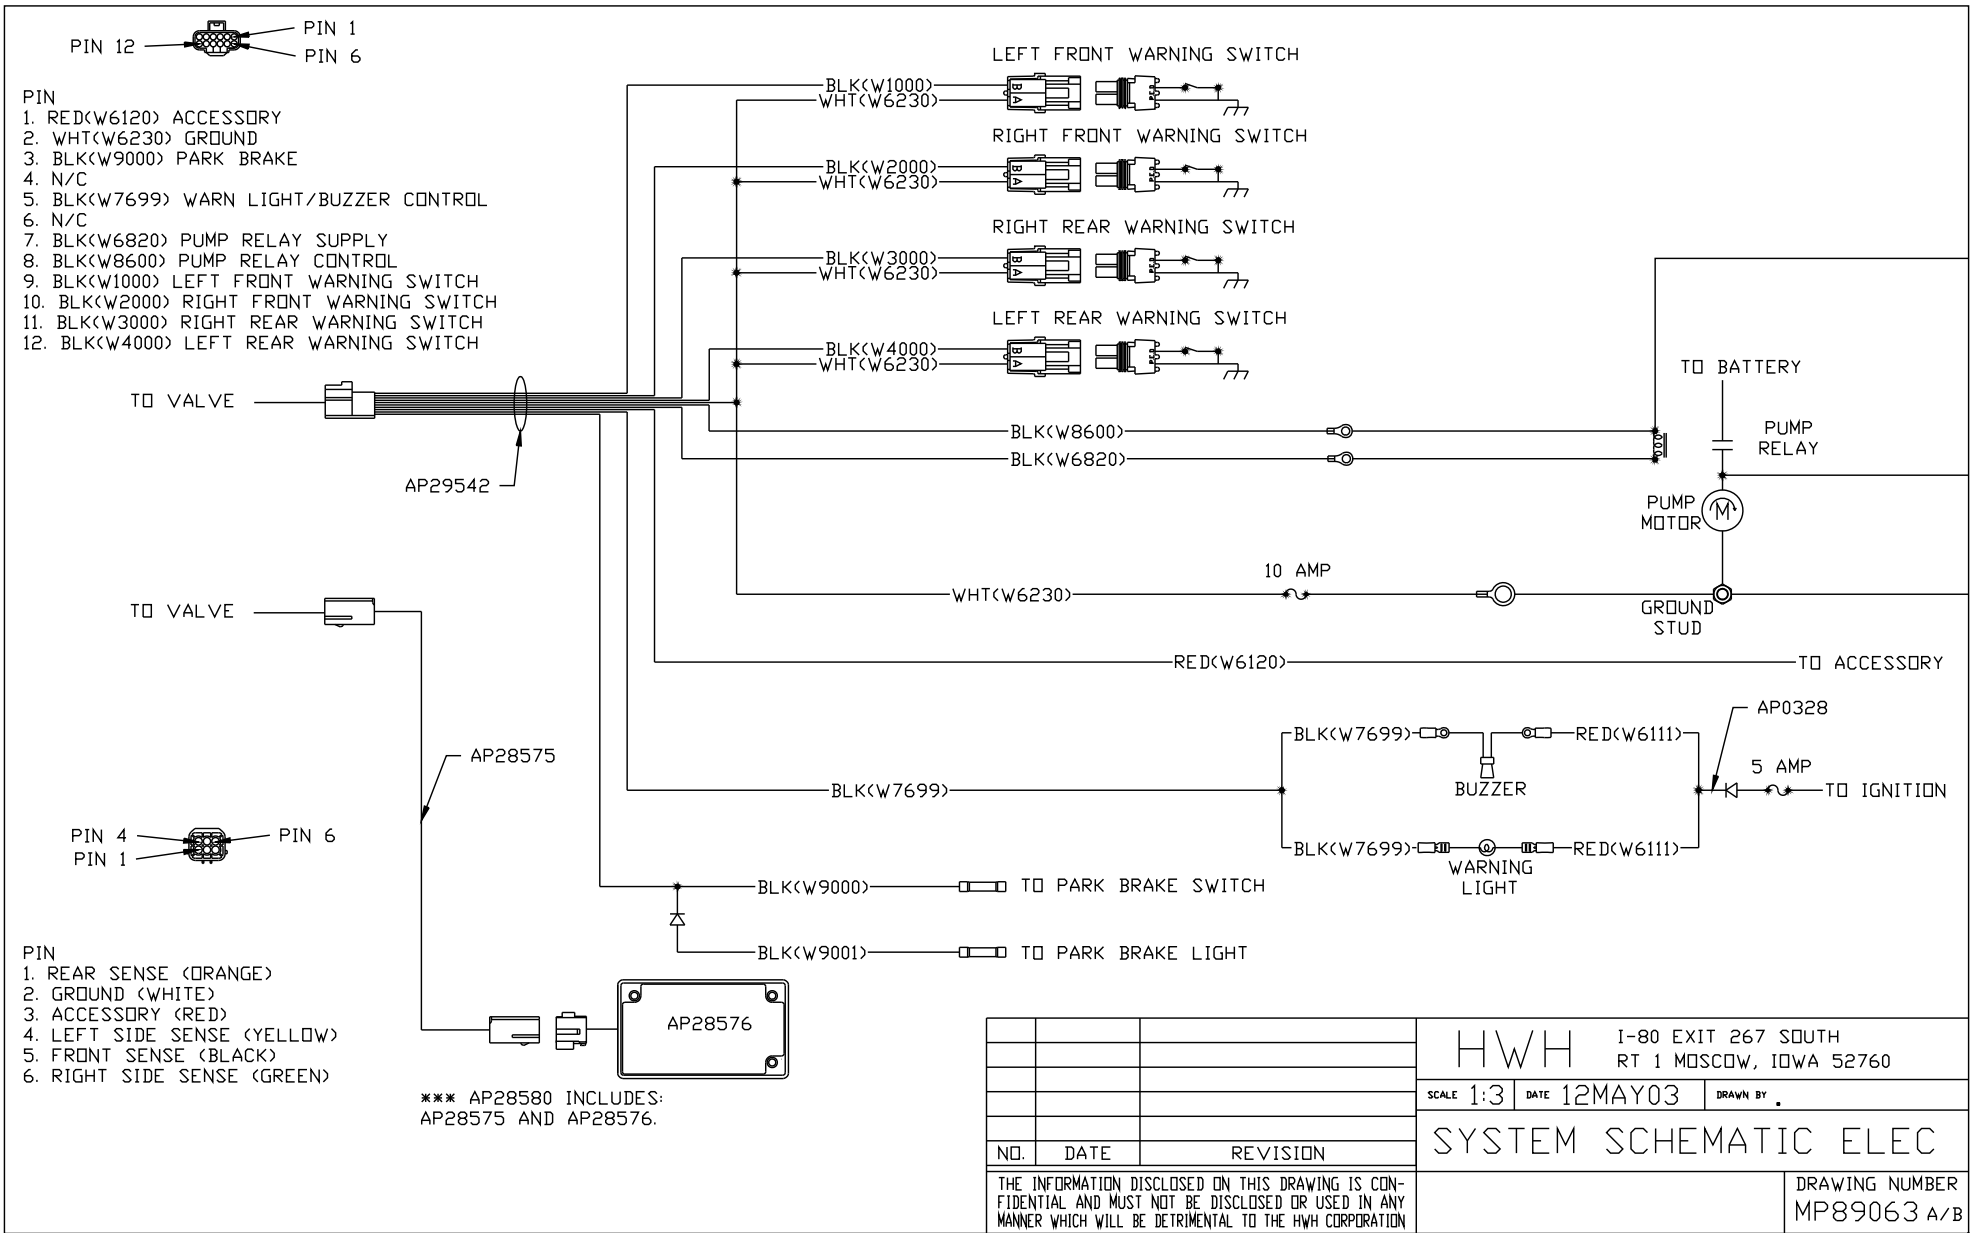 PIN 1
PIN 12
PIN 6
PIN
1. RED(W6120) ACCESSORY
2. WHT(W6230) GROUND
3. BLK(W9000) PARK BRAKE
4. N/C
5. BLK(W7699) WARN LIGHT/BUZZER CONTROL
6. N/C
7. BLK(W6820) PUMP RELAY SUPPLY
8. BLK(W8600) PUMP RELAY CONTROL
9. BLK(W1000) LEFT FRONT WARNING SWITCH
10. BLK(W2000) RIGHT FRONT WARNING SWITCH
11. BLK(W3000) RIGHT REAR WARNING SWITCH
12. BLK(W4000) LEFT REAR WARNING SWITCH
LEFT FRONT WARNING SWITCH
BLK(W1000)
WHT(W6230)
B
A
RIGHT FRONT WARNING SWITCH
BLK(W2000)
WHT(W6230)
B
A
RIGHT REAR WARNING SWITCH
BLK(W3000)
WHT(W6230)
B
A
LEFT REAR WARNING SWITCH
BLK(W4000)
WHT(W6230)
B
A
TO VALVE
AP29542
BLK(W8600)
BLK(W6820)
TO BATTERY
PUMP
RELAY
PUMP
MOTOR
M
10 AMP
WHT(W6230)
GROUND
STUD
TO VALVE
RED(W6120)
TO ACCESSORY
AP28575
BLK(W7699)
BLK(W7699)
RED(W6111)
BUZZER
AP0328
5 AMP
TO IGNITION
BLK(W7699)
RED(W6111)
WARNING
LIGHT
PIN 4
PIN 6
PIN 1
BLK(W9000)
TO PARK BRAKE SWITCH
BLK(W9001)
TO PARK BRAKE LIGHT
PIN
1. REAR SENSE (ORANGE)
2. GROUND (WHITE)
3. ACCESSORY (RED)
4. LEFT SIDE SENSE (YELLOW)
5. FRONT SENSE (BLACK)
6. RIGHT SIDE SENSE (GREEN)
AP28576
*** AP28580 INCLUDES:
AP28575 AND AP28576.
NO. DATE REVISION
THE INFORMATION DISCLOSED ON THIS DRAWING IS CON-
FIDENTIAL AND MUST NOT BE DISCLOSED OR USED IN ANY
MANNER WHICH WILL BE DETRIMENTAL TO THE HWH CORPORATION
HWH
I-80 EXIT 267 SOUTH
RT 1 MOSCOW, IOWA 52760
SCALE 1:3 DATE 12MAY03 DRAWN BY .
SYSTEM SCHEMATIC ELEC
DRAWING NUMBER
MP89063 A/B